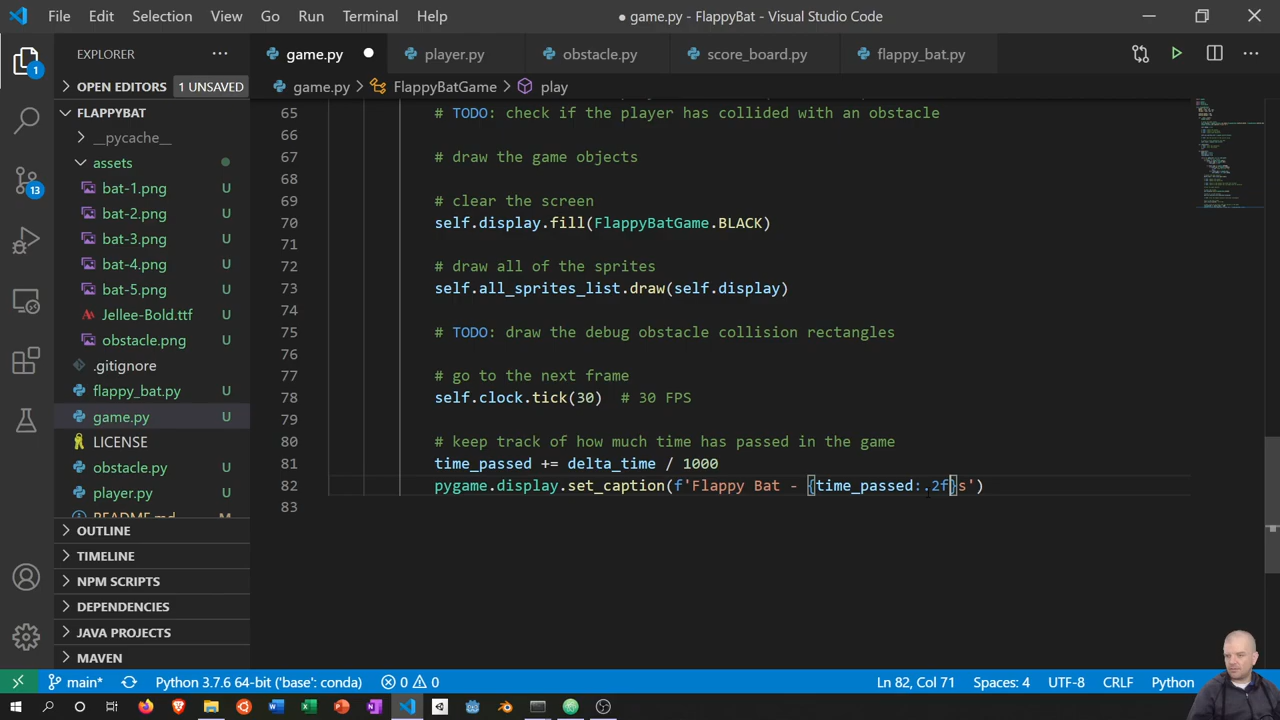 File Edit Selection View Go Run Terminal Help
● game.py - FlappyBat - Visual Studio Code
EXPLORER
game.py
player.py
obstacle.py
score_board.py
flappy_bat.py
1
OPEN EDITORS 1 UNSAVED
game.py > FlappyBatGame > play
FLAPPYBAT
__pycache__
assets
bat-1.png U
bat-2.png U
bat-3.png U
bat-4.png U
bat-5.png U
Jellee-Bold.ttf U
obstacle.png U
.gitignore
flappy_bat.py U
game.py U
LICENSE
obstacle.py U
player.py U
README.md
OUTLINE
TIMELINE
NPM SCRIPTS
DEPENDENCIES
JAVA PROJECTS
MAVEN
13
65 # TODO: check if the player has collided with an obstacle
66
67 # draw the game objects
68
69 # clear the screen
70 self.display.fill(FlappyBatGame.BLACK)
71
72 # draw all of the sprites
73 self.all_sprites_list.draw(self.display)
74
75 # TODO: draw the debug obstacle collision rectangles
76
77 # go to the next frame
78 self.clock.tick(30) # 30 FPS
79
80 # keep track of how much time has passed in the game
81 time_passed += delta_time / 1000
82 pygame.display.set_caption(f'Flappy Bat - {time_passed:.2f}s')
83
main* Python 3.7.6 64-bit ('base': conda) 0 0 Ln 82, Col 71 Spaces: 4 UTF-8 CRLF Python